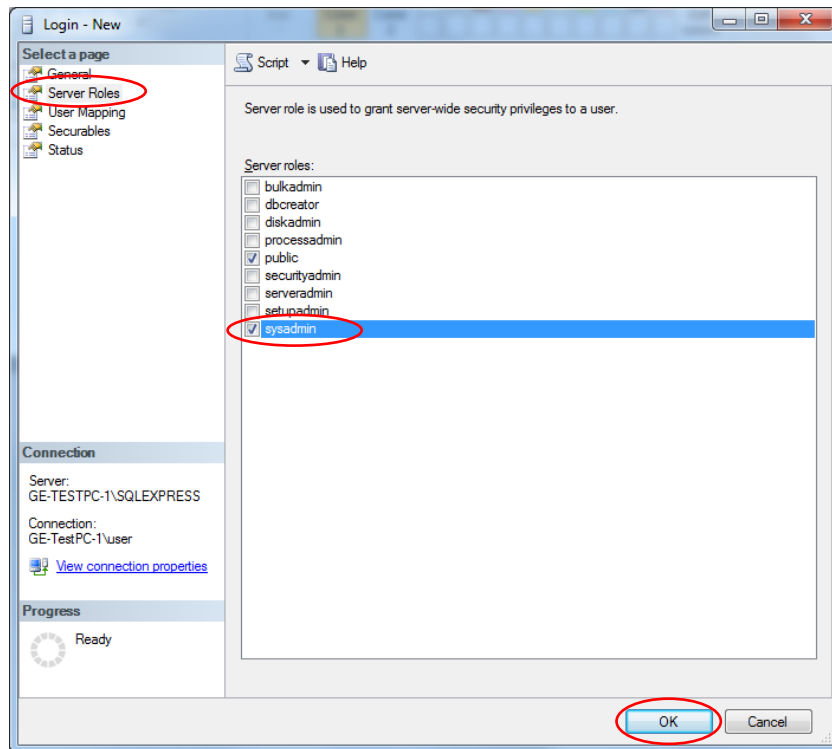 Login - New
Select a page
General
Server Roles
User Mapping
Securables
Status
Script
Help
Server role is used to grant server-wide security privileges to a user.
Server roles:
bulkadmin
dbcreator
diskadmin
processadmin
public
securityadmin
serveradmin
setupadmin
sysadmin
Connection
Server:
GE-TESTPC-1\SQLEXPRESS
Connection:
GE-TestPC-1\user
View connection properties
Progress
Ready
OK
Cancel